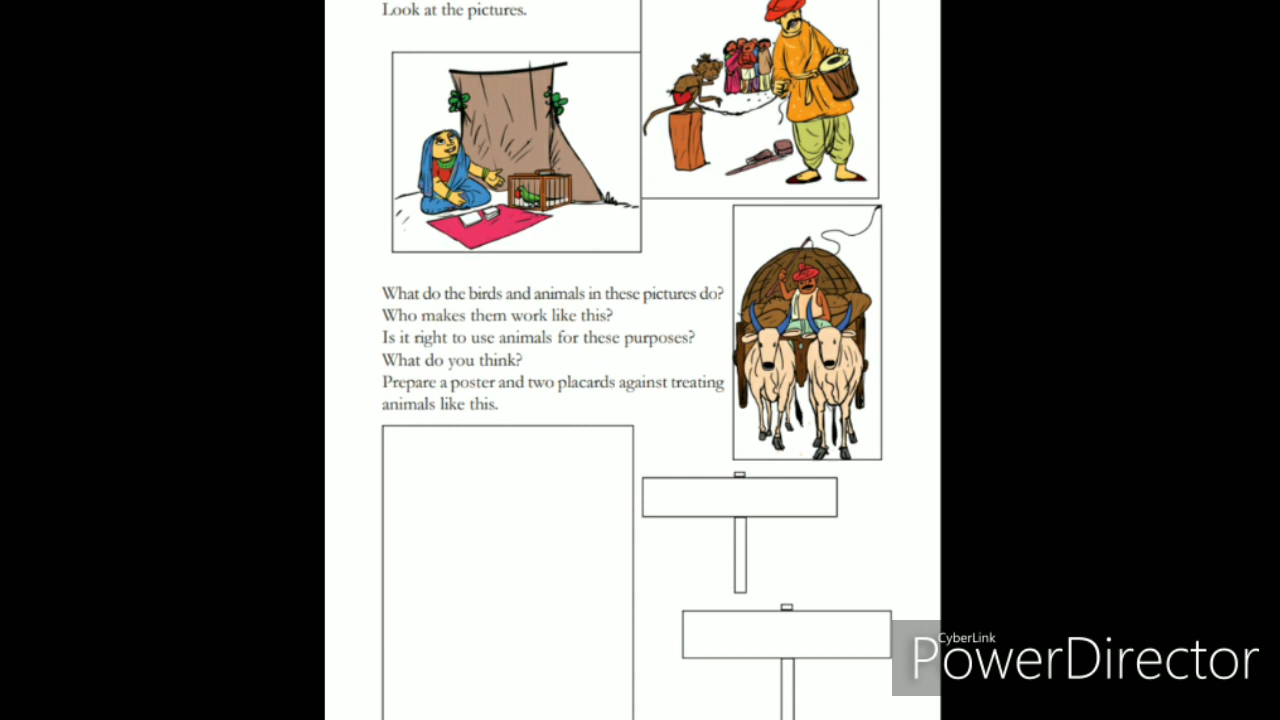 Look at the pictures.
What do the birds and animals in these pictures do?
Who makes them work like this?
Is it right to use animals for these purposes?
What do you think?
Prepare a poster and two placards against treating
animals like this.
CyberLink
PowerDirector